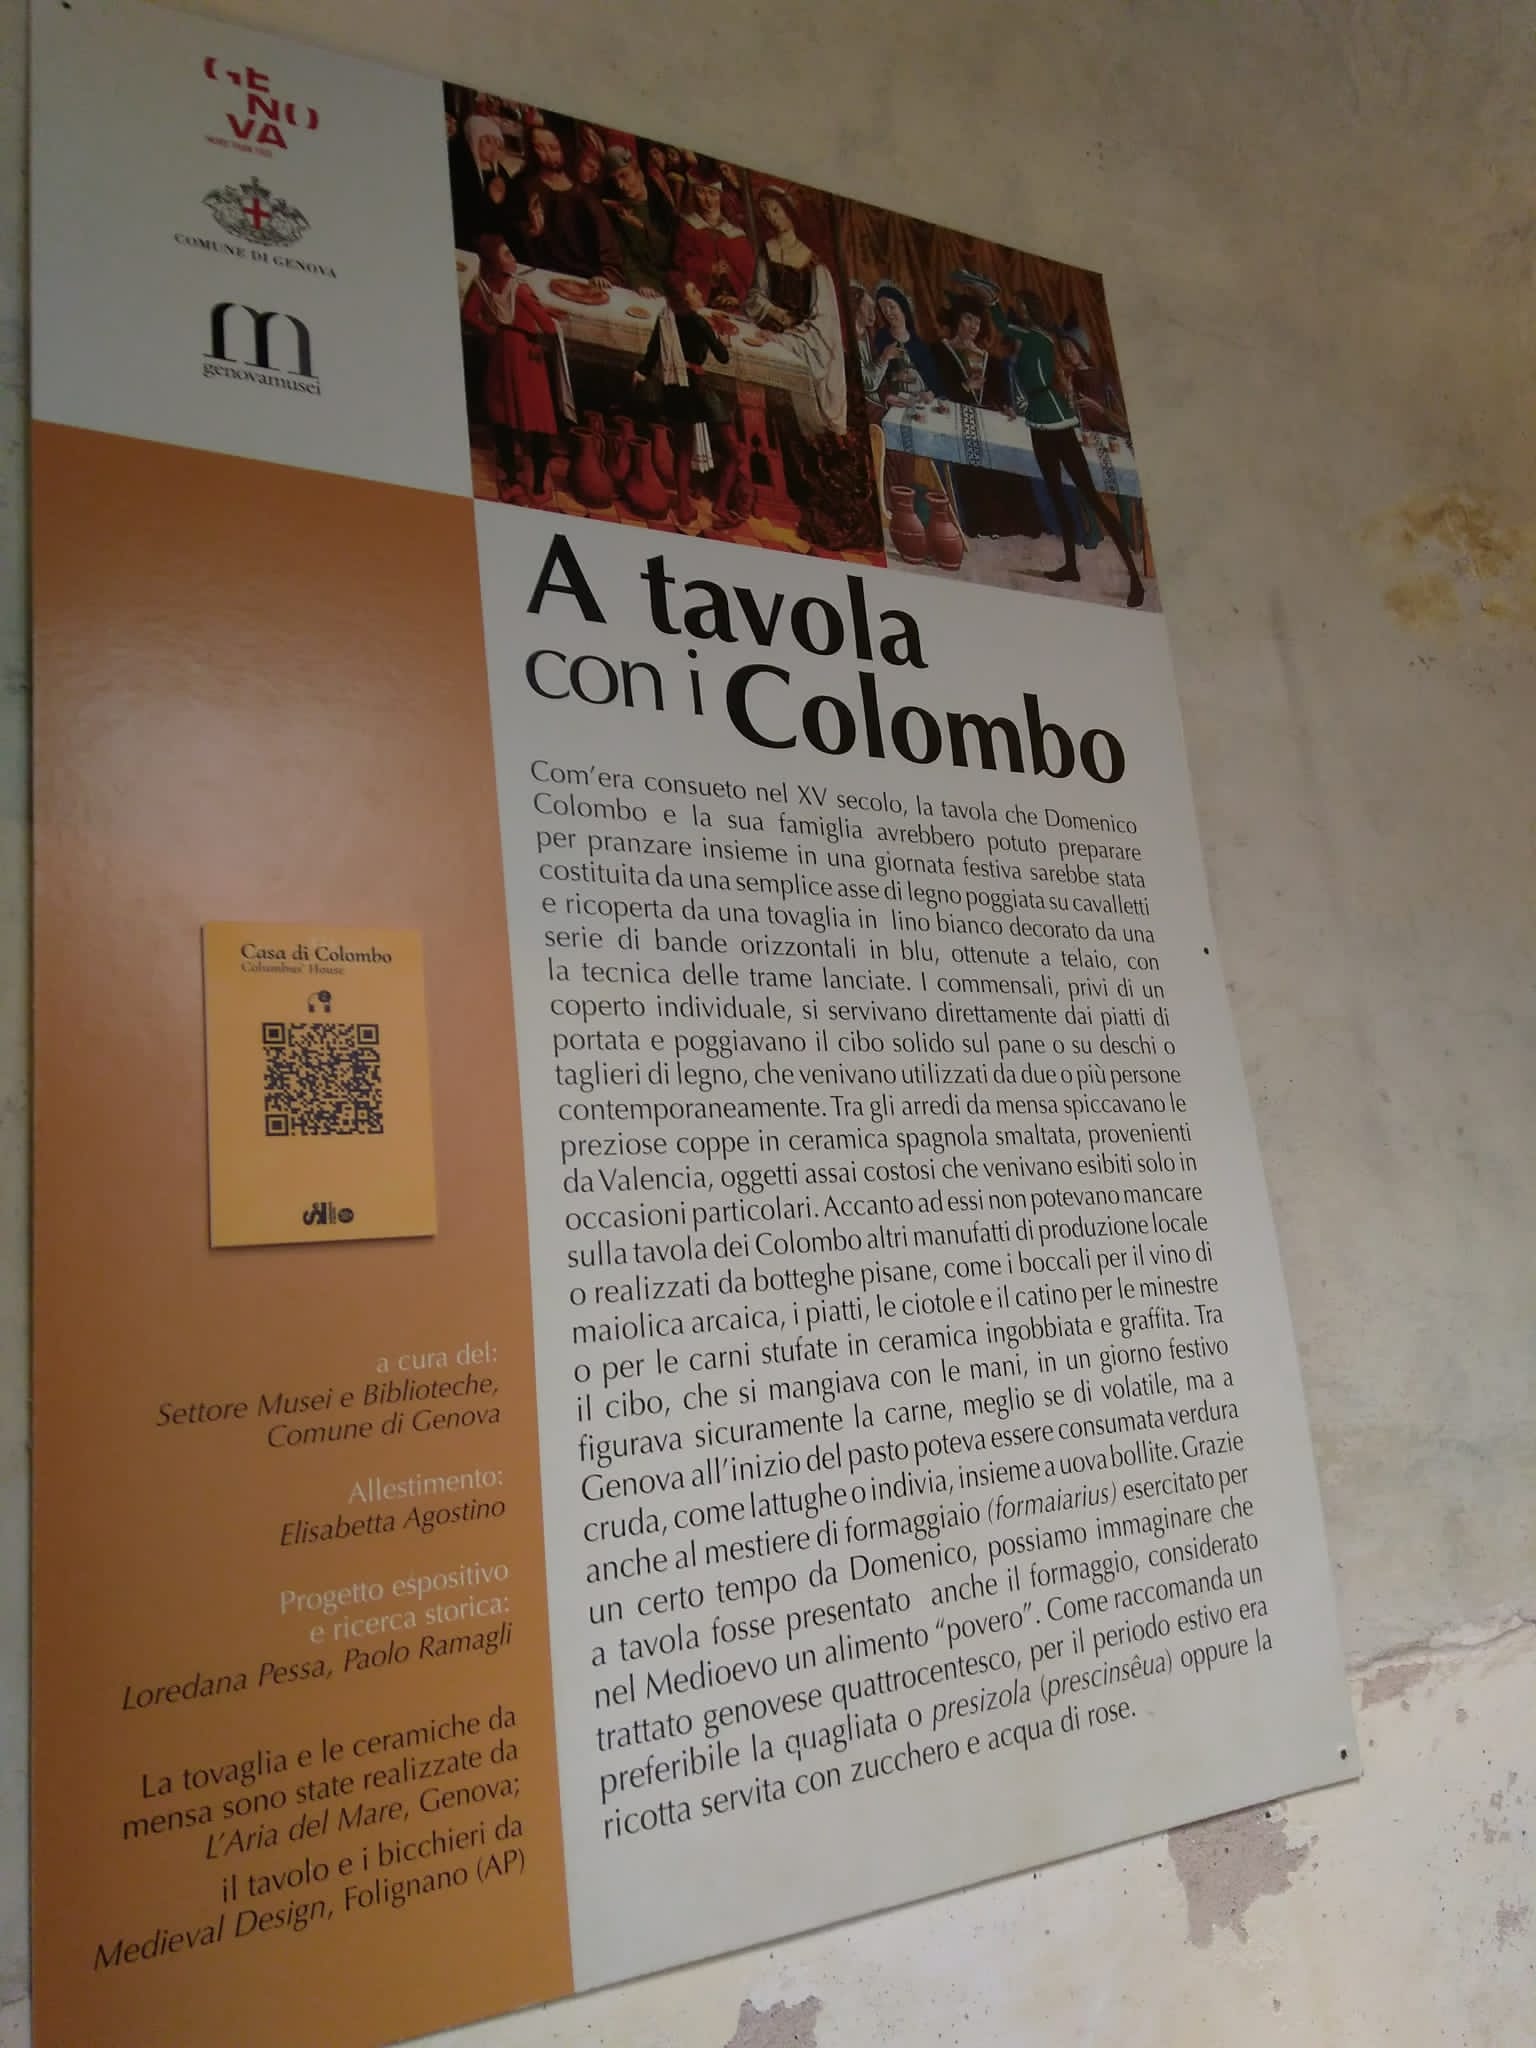 GE
NO
VA
MORE THAN THIS
COMUNE DI GENOVA
m
genovamusei
A tavola
con i Colombo
Com'era consueto nel XV secolo, la tavola che Domenico
Colombo e la sua famiglia avrebbero potuto preparare
per pranzare insieme in una giornata festiva sarebbe stata
costituita da una semplice asse di legno poggiata su cavalletti
e ricoperta da una tovaglia in lino bianco decorato da una
serie di bande orizzontali in blu, ottenute a telaio, con
la tecnica delle trame lanciate. I commensali, privi di un
coperto individuale, si servivano direttamente dai piatti di
portata e poggiavano il cibo solido sul pane o su deschi o
taglieri di legno, che venivano utilizzati da due o più persone
contemporaneamente. Tra gli arredi da mensa spiccavano le
preziose coppe in ceramica spagnola smaltata, provenienti
da Valencia, oggetti assai costosi che venivano esibiti solo in
occasioni particolari. Accanto ad essi non potevano mancare
sulla tavola dei Colombo altri manufatti di produzione locale
o realizzati da botteghe pisane, come i boccali per il vino di
maiolica arcaica, i piatti, le ciotole e il catino per le minestre
o per le carni stufate in ceramica ingobbiata e graffita. Tra
il cibo, che si mangiava con le mani, in un giorno festivo
figurava sicuramente la carne, meglio se di volatile, ma a
Genova all'inizio del pasto poteva essere consumata verdura
cruda, come lattughe o indivia, insieme a uova bollite. Grazie
anche al mestiere di formaggiaio (formaiarius) esercitato per
un certo tempo da Domenico, possiamo immaginare che
a tavola fosse presentato anche il formaggio, considerato
nel Medioevo un alimento "povero". Come raccomanda un
trattato genovese quattrocentesco, per il periodo estivo era
preferibile la quagliata o presizola (prescinsêua) oppure la
ricotta servita con zucchero e acqua di rose.
Casa di Colombo
Columbus' House
a cura del:
Settore Musei e Biblioteche,
Comune di Genova
Allestimento:
Elisabetta Agostino
Progetto espositivo
e ricerca storica:
Loredana Pessa, Paolo Ramagli
La tovaglia e le ceramiche da
mensa sono state realizzate da
L'Aria del Mare, Genova;
il tavolo e i bicchieri da
Medieval Design, Folignano (AP)